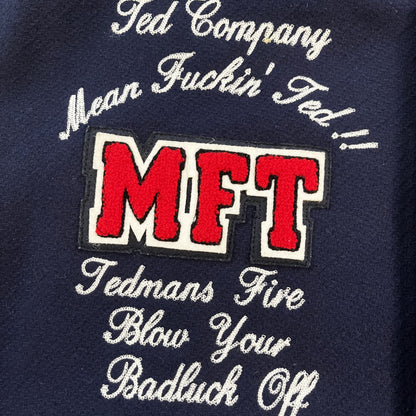 Ted Company
Mean Fuckin' Ted!!
MFT
Tedmans Fire
Blow Your
Badluck Off